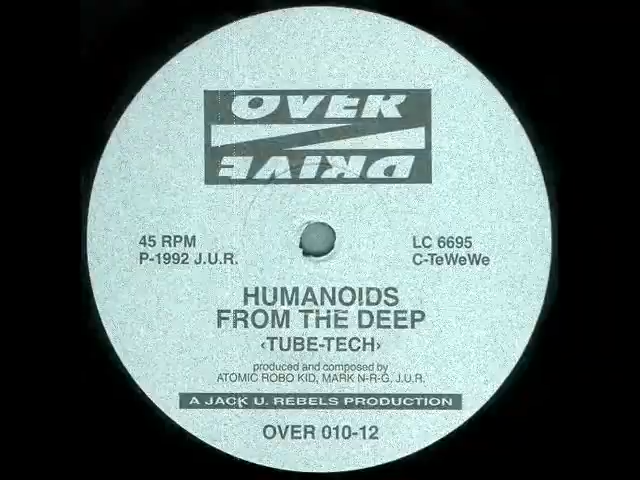 OVER
DRIVE
45 RPM
P-1992 J.U.R.
LC 6695
C-TeWeWe
HUMANOIDS
FROM THE DEEP
‹TUBE-TECH›
produced and composed by
ATOMIC ROBO KID, MARK N-R-G, J.U.R.
A JACK U. REBELS PRODUCTION
OVER 010-12